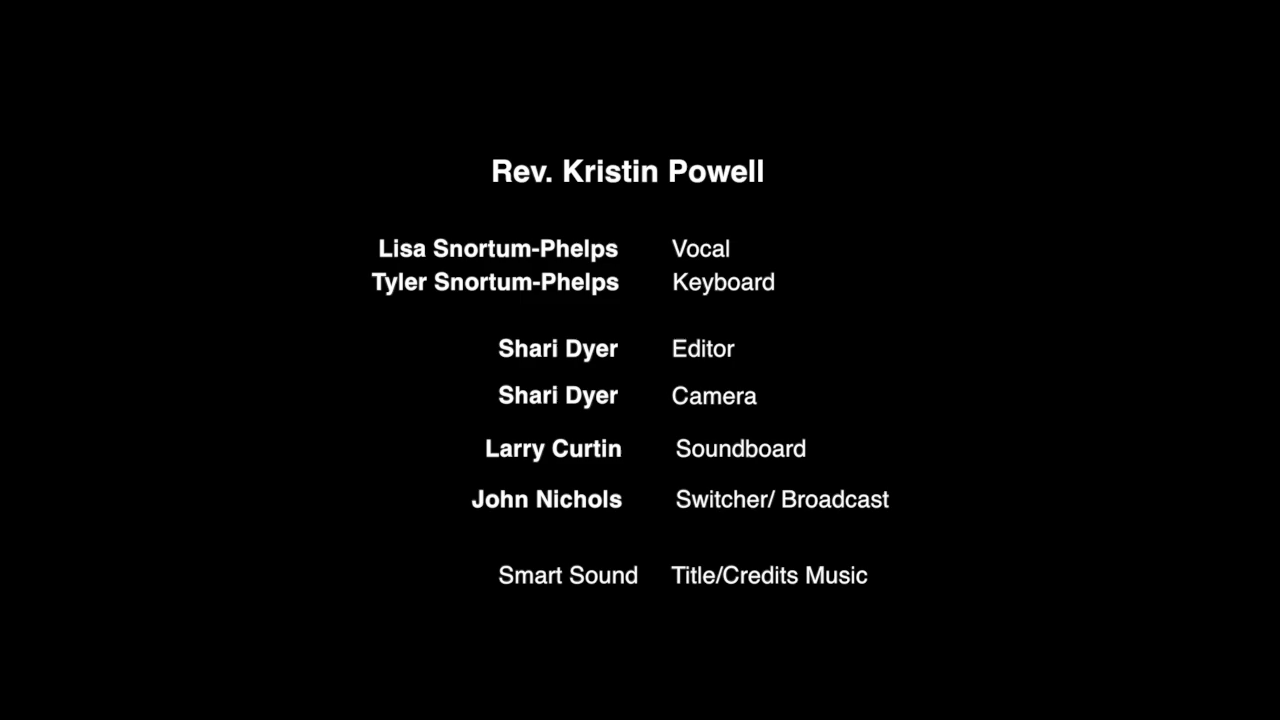 Rev. Kristin Powell
Lisa Snortum-Phelps Vocal
Tyler Snortum-Phelps Keyboard
Shari Dyer Editor
Shari Dyer Camera
Larry Curtin Soundboard
John Nichols Switcher/ Broadcast
Smart Sound Title/Credits Music